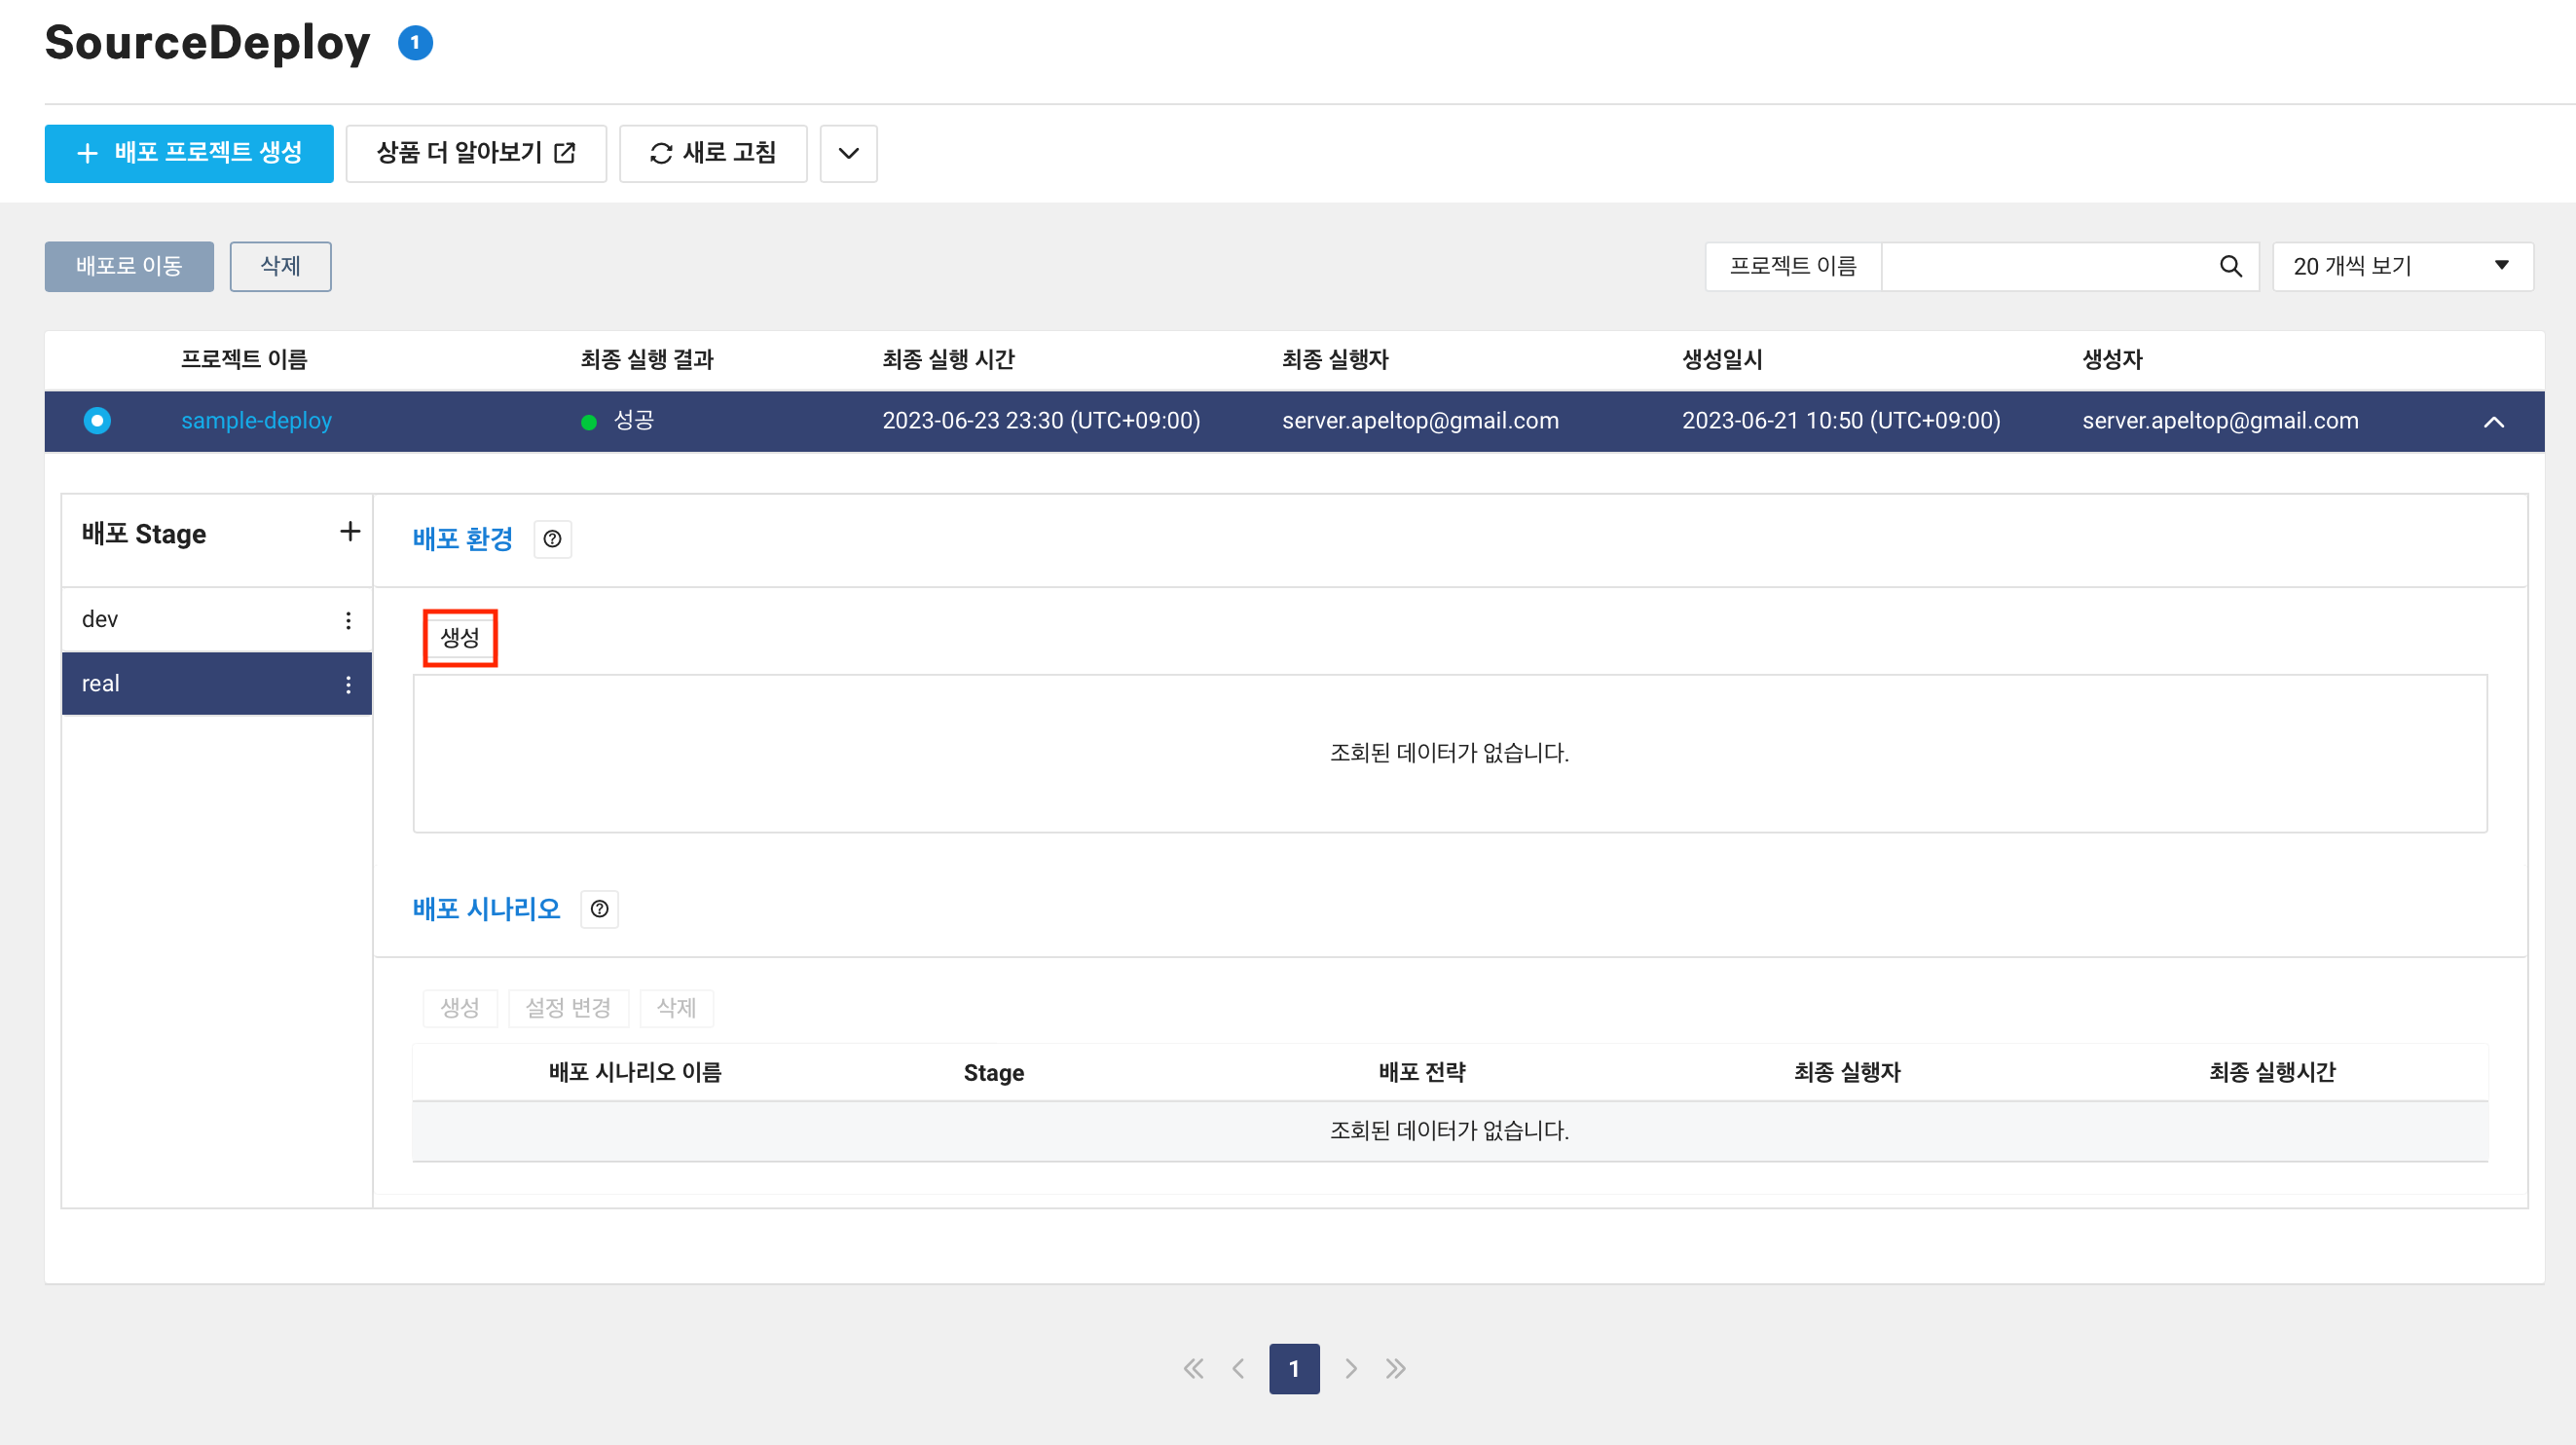 SourceDeploy 1
배포 프로젝트 생성 상품 더 알아보기 새로 고침
배포로 이동 삭제 프로젝트 이름 20 개씩 보기
프로젝트 이름 최종 실행 결과 최종 실행 시간 최종 실행자 생성일시 생성자
sample-deploy 성공 2023-06-23 23:30 (UTC+09:00) server.apeltop@gmail.com 2023-06-21 10:50 (UTC+09:00) server.apeltop@gmail.com
배포 Stage
배포 환경
dev
real
생성
조회된 데이터가 없습니다.
배포 시나리오
생성 설정 변경 삭제
배포 시나리오 이름 Stage 배포 전략 최종 실행자 최종 실행시간
조회된 데이터가 없습니다.
1